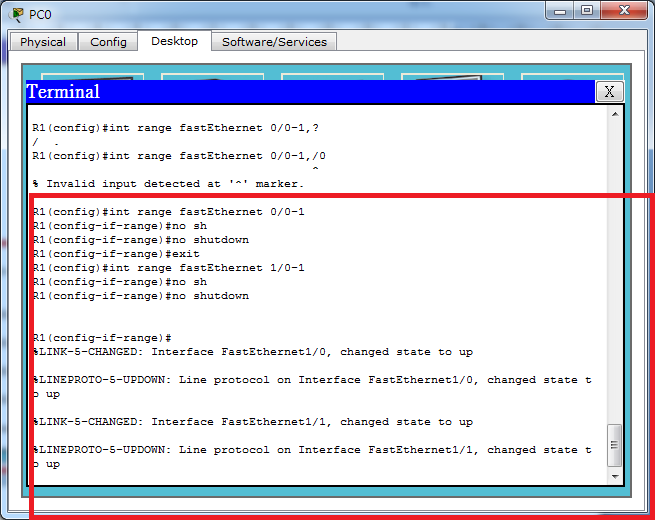 PC0
Physical Config Desktop Software/Services
Terminal X
R1(config)#int range fastEthernet 0/0-1,?
/ .
R1(config)#int range fastEthernet 0/0-1,/0
^
% Invalid input detected at '^' marker.
R1(config)#int range fastEthernet 0/0-1
R1(config-if-range)#no sh
R1(config-if-range)#no shutdown
R1(config-if-range)#exit
R1(config)#int range fastEthernet 1/0-1
R1(config-if-range)#no sh
R1(config-if-range)#no shutdown
R1(config-if-range)#
%LINK-5-CHANGED: Interface FastEthernet1/0, changed state to up
%LINEPROTO-5-UPDOWN: Line protocol on Interface FastEthernet1/0, changed state t
o up
%LINK-5-CHANGED: Interface FastEthernet1/1, changed state to up
%LINEPROTO-5-UPDOWN: Line protocol on Interface FastEthernet1/1, changed state t
o up